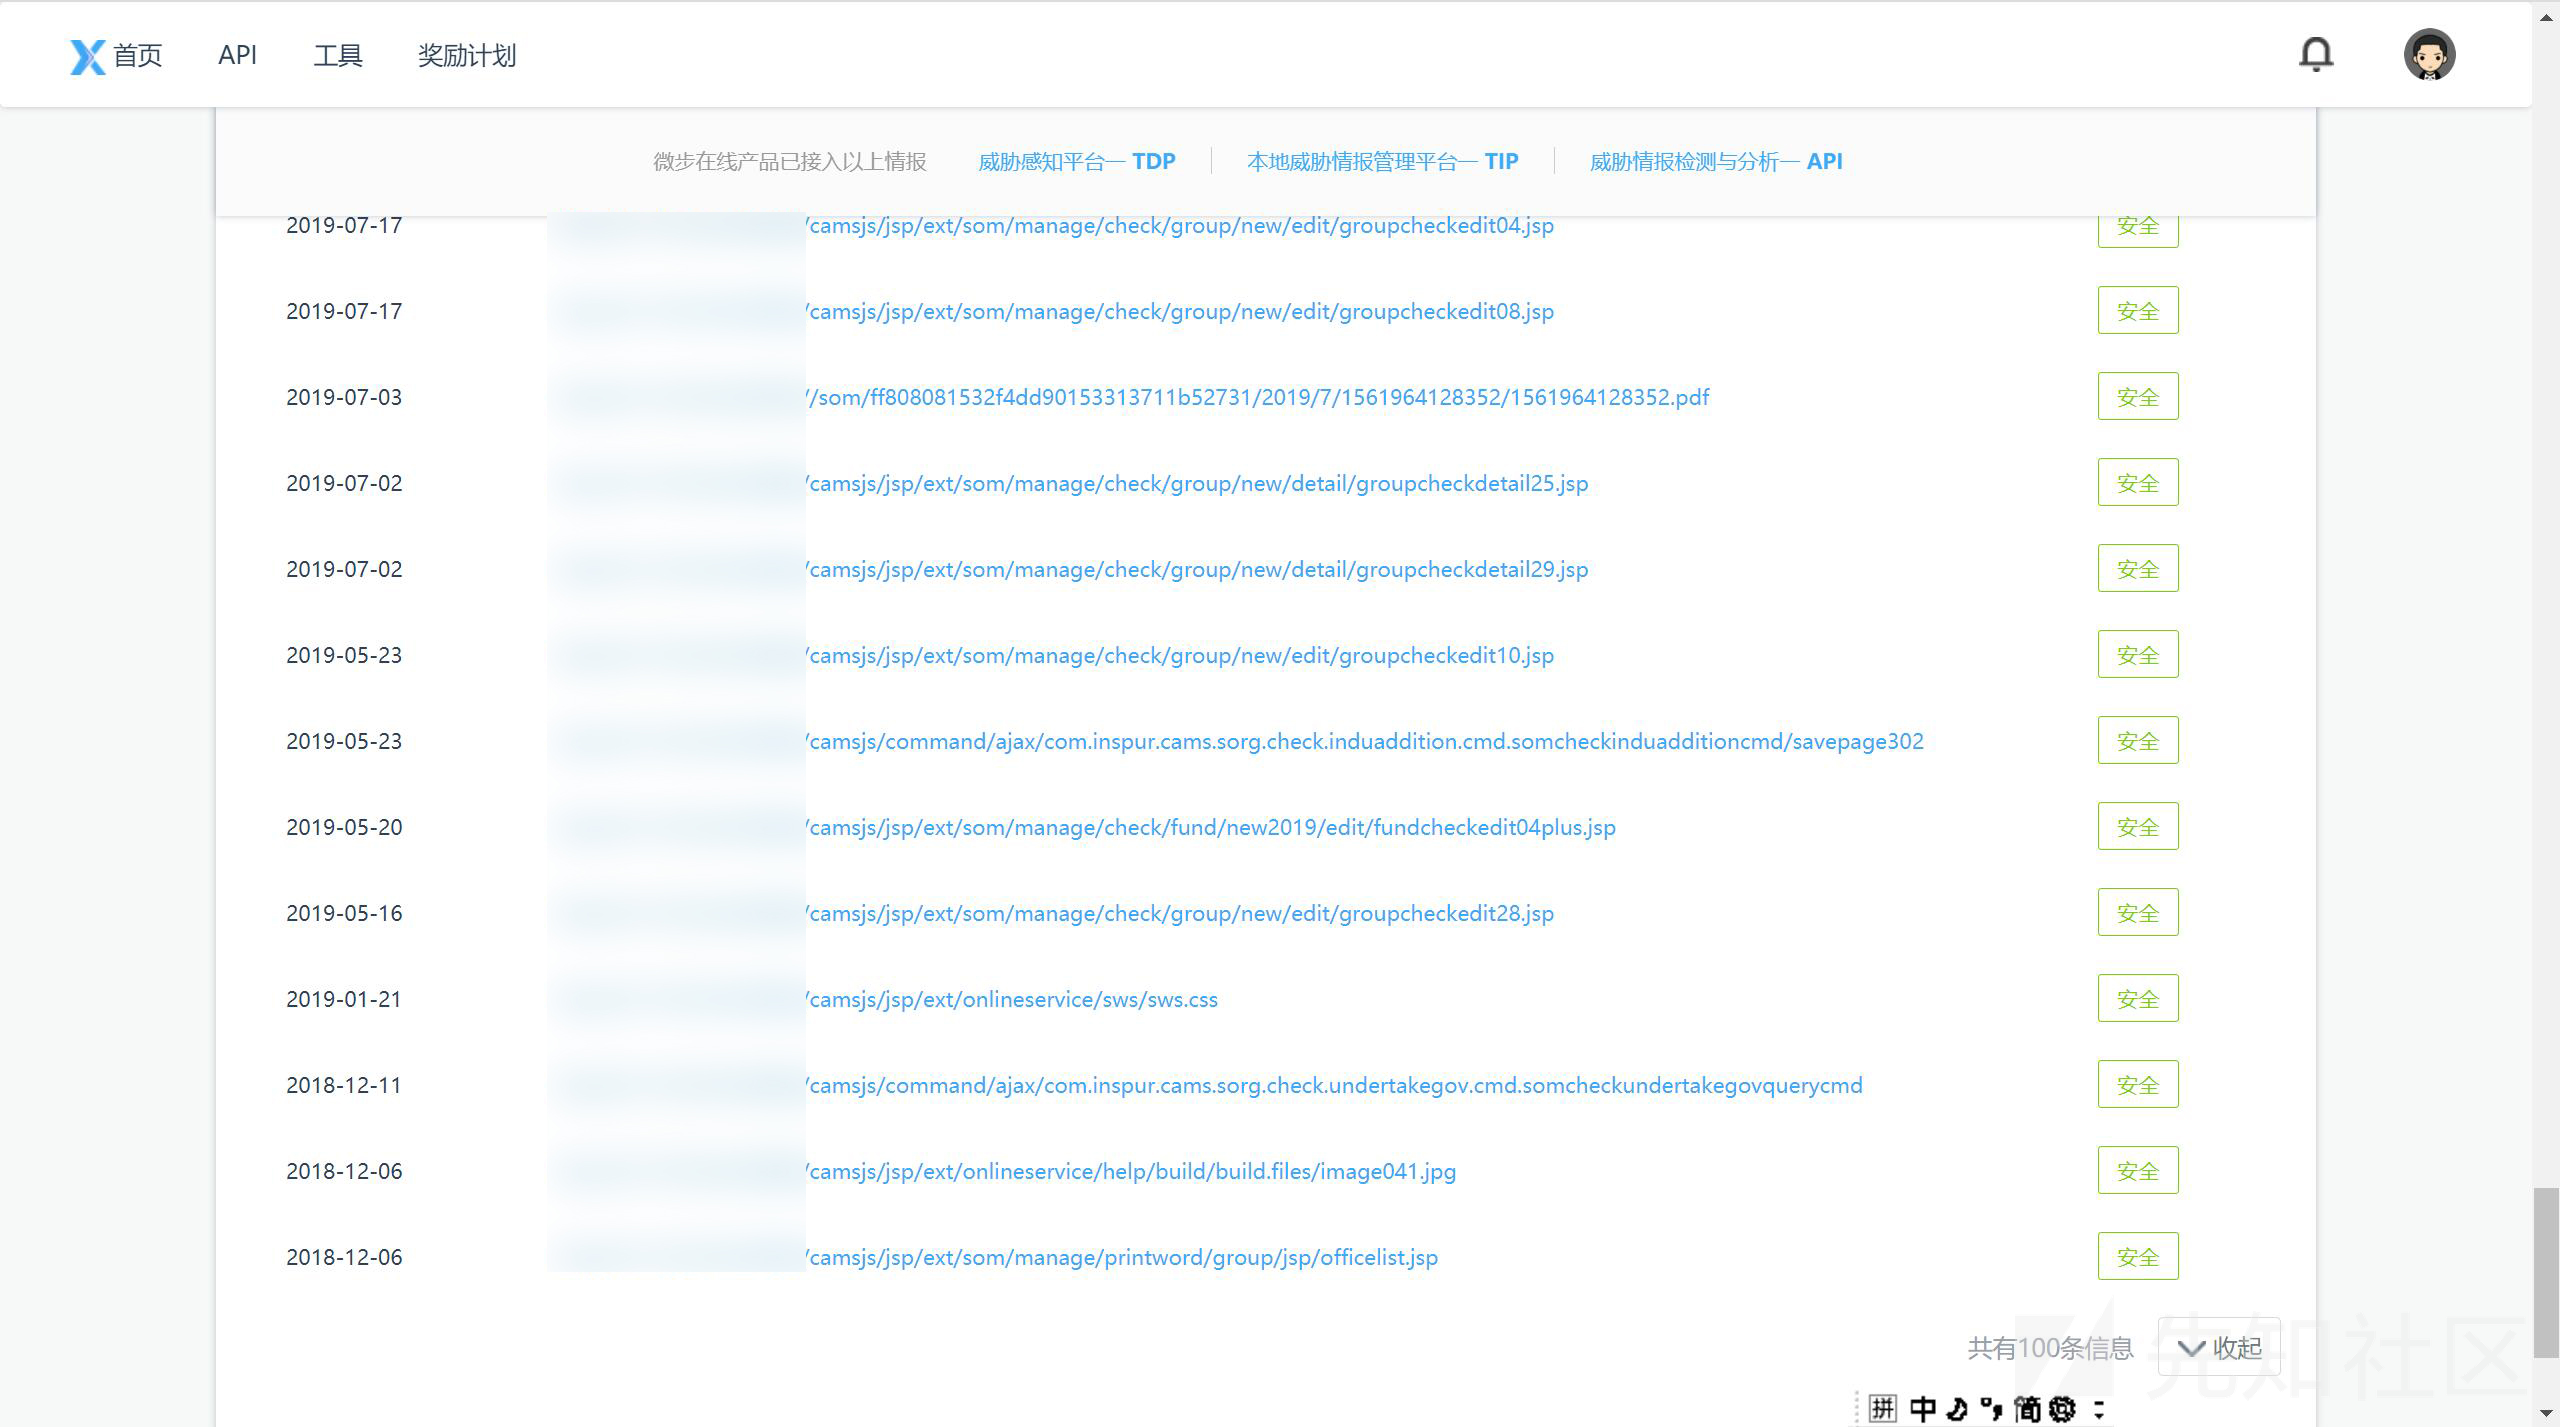 首页 API 工具 奖励计划
微步在线产品已接入以上情报 威胁感知平台— TDP 本地威胁情报管理平台— TIP 威胁情报检测与分析— API
2019-07-17 /camsjs/jsp/ext/som/manage/check/group/new/edit/groupcheckedit04.jsp 安全
2019-07-17 /camsjs/jsp/ext/som/manage/check/group/new/edit/groupcheckedit08.jsp 安全
2019-07-03 //som/ff808081532f4dd90153313711b52731/2019/7/1561964128352/1561964128352.pdf 安全
2019-07-02 /camsjs/jsp/ext/som/manage/check/group/new/detail/groupcheckdetail25.jsp 安全
2019-07-02 /camsjs/jsp/ext/som/manage/check/group/new/detail/groupcheckdetail29.jsp 安全
2019-05-23 /camsjs/jsp/ext/som/manage/check/group/new/edit/groupcheckedit10.jsp 安全
2019-05-23 /camsjs/command/ajax/com.inspur.cams.sorg.check.induaddition.cmd.somcheckinduadditioncmd/savepage302 安全
2019-05-20 /camsjs/jsp/ext/som/manage/check/fund/new2019/edit/fundcheckedit04plus.jsp 安全
2019-05-16 /camsjs/jsp/ext/som/manage/check/group/new/edit/groupcheckedit28.jsp 安全
2019-01-21 /camsjs/jsp/ext/onlineservice/sws/sws.css 安全
2018-12-11 /camsjs/command/ajax/com.inspur.cams.sorg.check.undertakegov.cmd.somcheckundertakegovquerycmd 安全
2018-12-06 /camsjs/jsp/ext/onlineservice/help/build/build.files/image041.jpg 安全
2018-12-06 /camsjs/jsp/ext/som/manage/printword/group/jsp/officelist.jsp 安全
共有100条信息 收起
先知社区
拼 中 简